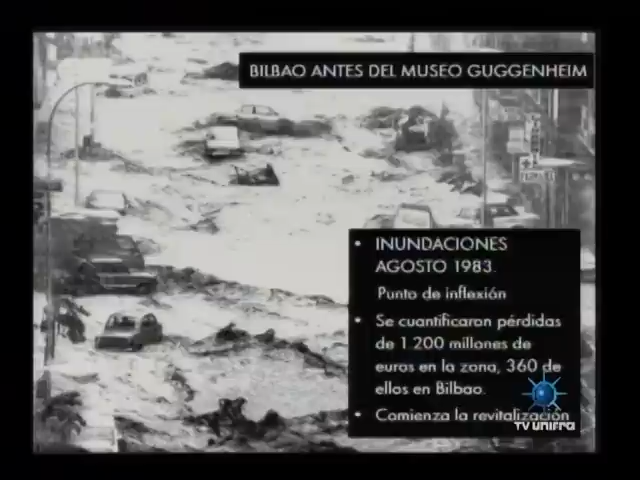 BILBAO ANTES DEL MUSEO GUGGENHEIM
• INUNDACIONES
AGOSTO 1983.
Punto de inflexión
• Se cuantificaron pérdidas
de 1.200 millones de
euros en la zona, 360 de
ellos en Bilbao.
• Comienza la revitalización
TV UNIFRA